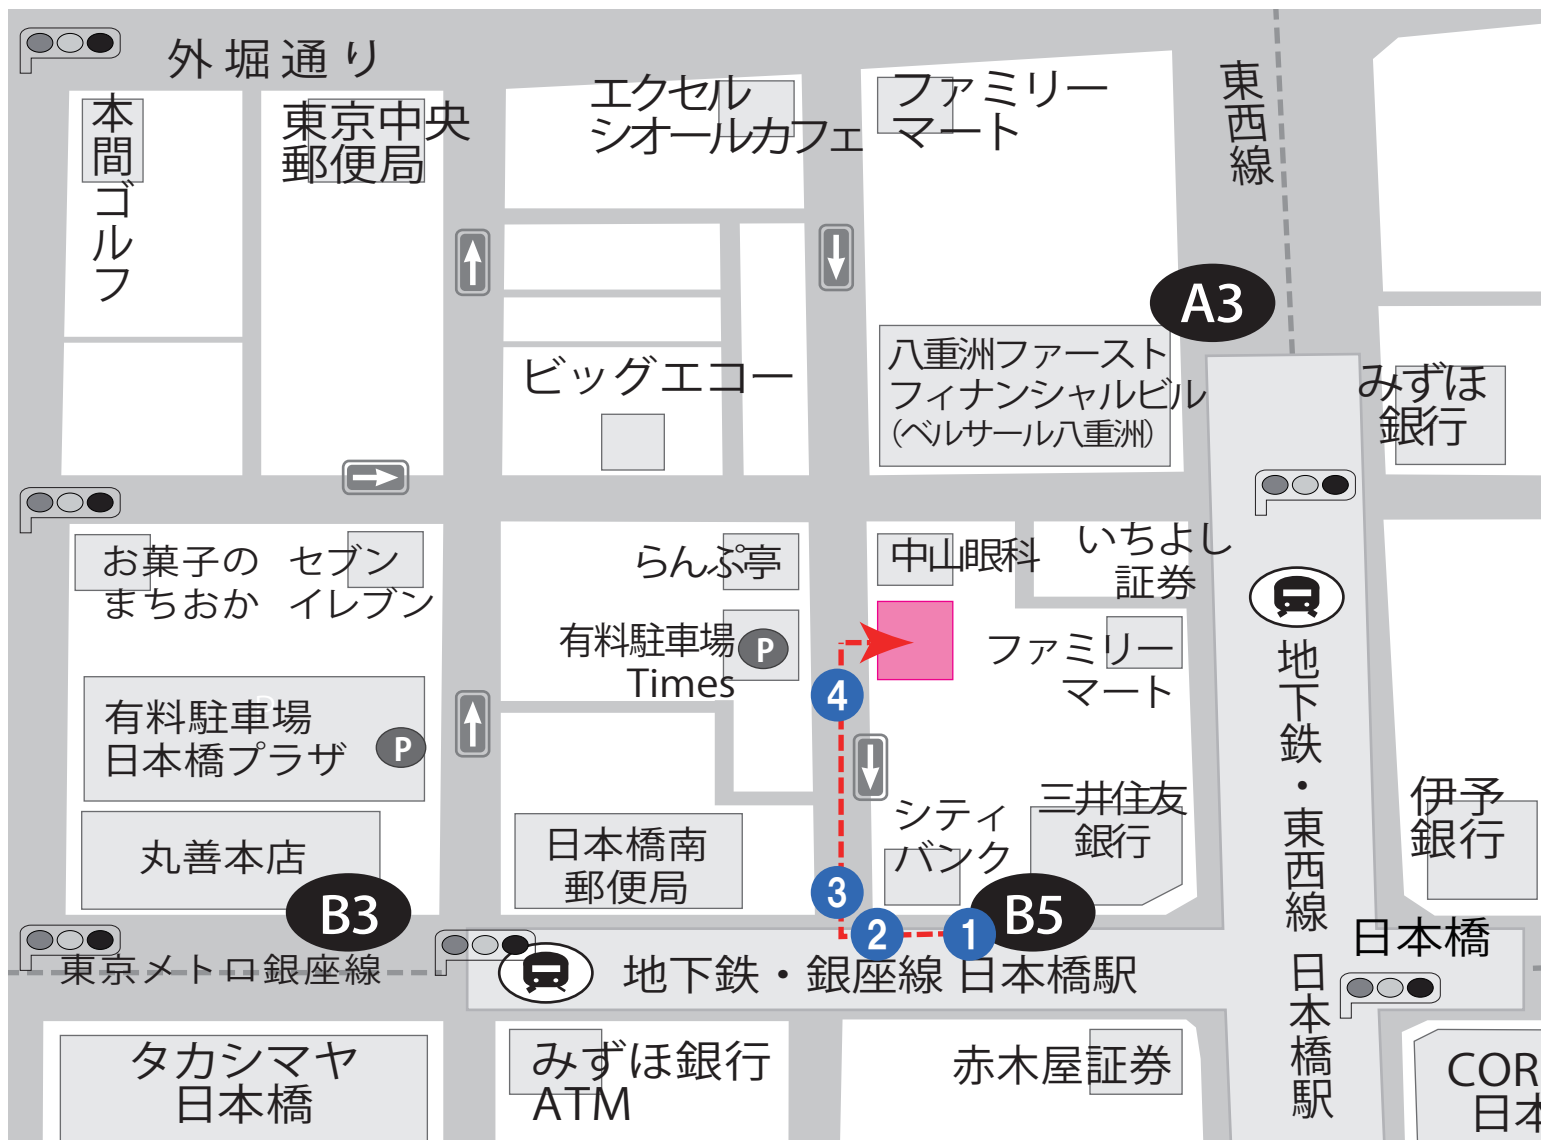 外堀通り
本間ゴルフ
東京中央
郵便局
エクセル
シオールカフェ
ファミリー
マート
東西線
A3
八重洲ファースト
フィナンシャルビル
(ベルサール八重洲)
ビッグエコー
みずほ
銀行
お菓子の
まちおか
セブン
イレブン
らんぷ亭
中山眼科
いちよし
証券
有料駐車場
Times
P
ファミリー
マート
4
有料駐車場
日本橋プラザ
P
地下鉄・東西線 日本橋駅
シティ
バンク
三井住友
銀行
伊予
銀行
丸善本店
日本橋南
郵便局
3
B3
2
1
B5
日本橋
東京メトロ銀座線
地下鉄・銀座線 日本橋駅
タカシマヤ
日本橋
みずほ銀行
ATM
赤木屋証券
COR
日本